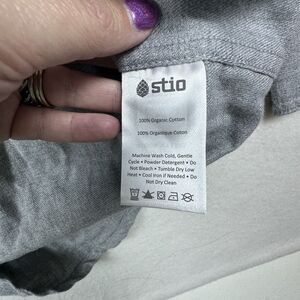 stio
100% Organic Cotton
100% Organique Coton
Machine Wash Cold, Gentle
Cycle • Powder Detergent • Do
Not Bleach • Tumble Dry Low
Heat • Cool Iron if Needed • Do
Not Dry Clean